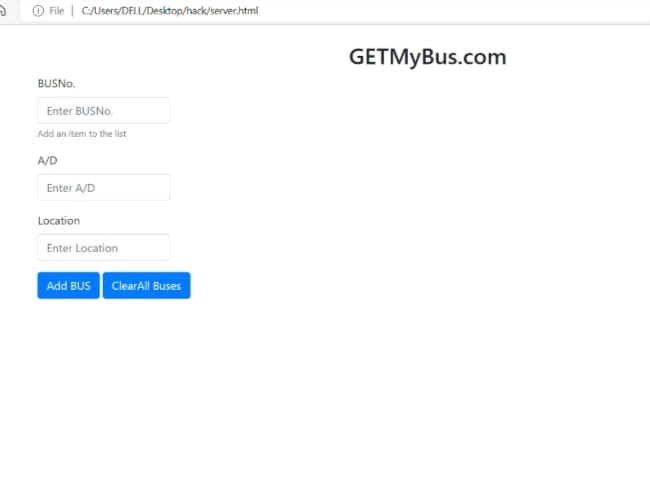 File | C:/Users/DELL/Desktop/hack/server.html
GETMyBus.com
BUSNo.
Enter BUSNo.
Add an item to the list
A/D
Enter A/D
Location
Enter Location
Add BUS ClearAll Buses